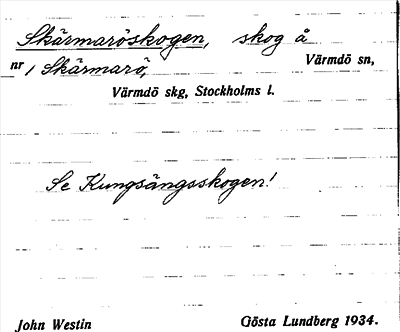 Skärmaröskogen, skog å
nr 1 Skärmarö, Värmdö sn,
Värmdö skg, Stockholms l.
Se Kungsängsskogen!
John Westin Gösta Lundberg 1934.